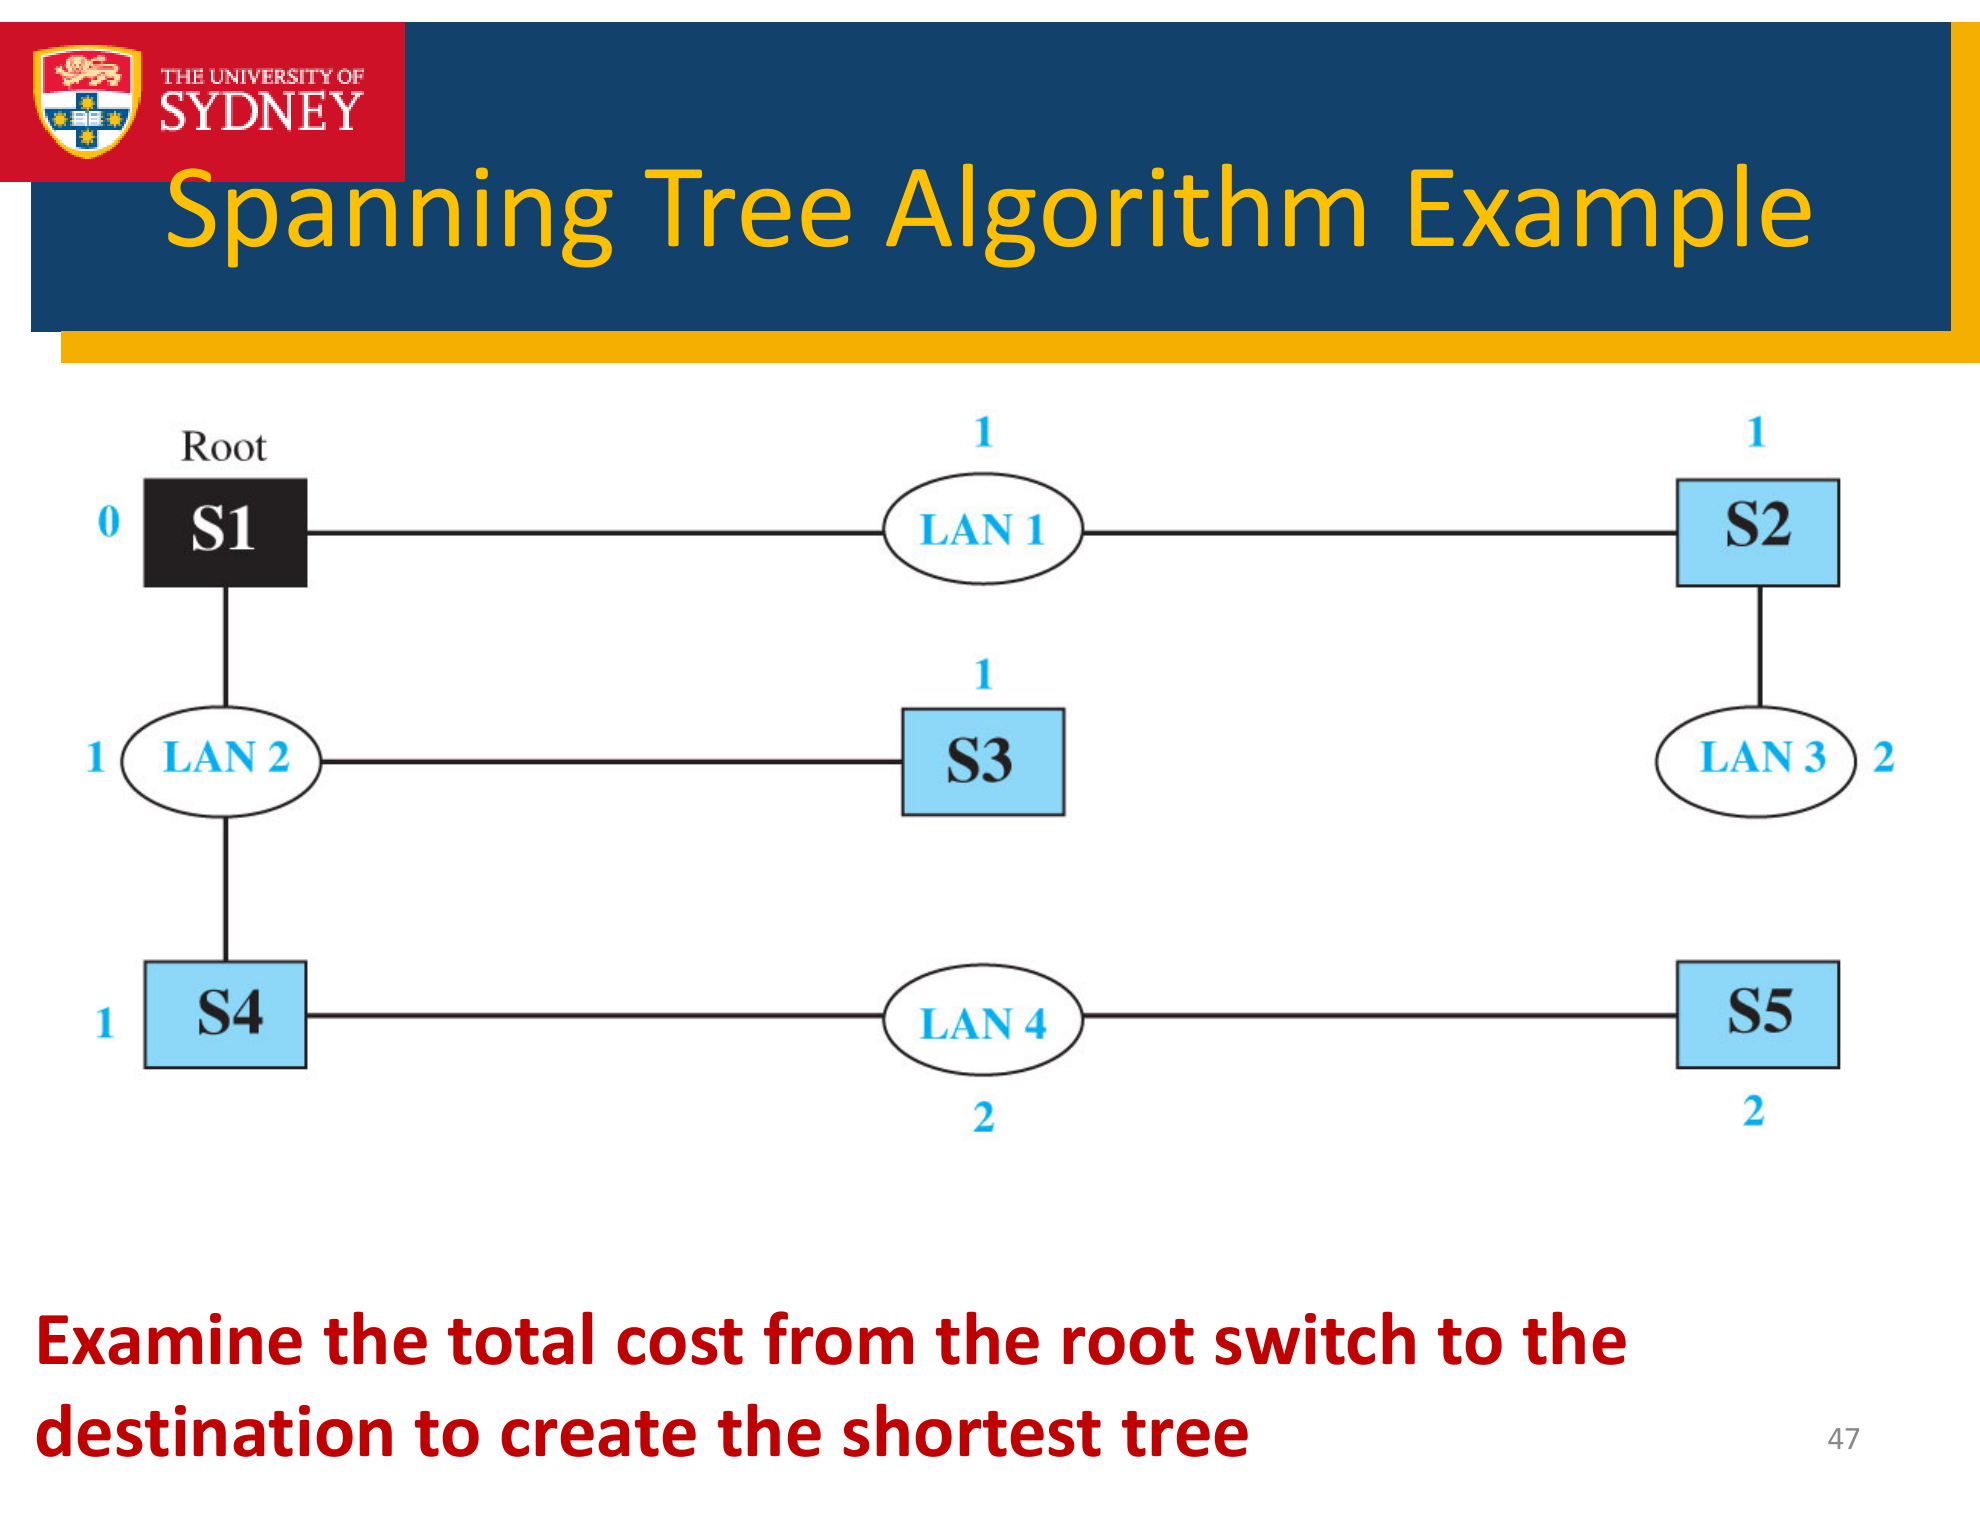 THE UNIVERSITY OF
SYDNEY
Spanning Tree Algorithm Example
Root
1
1
0
S1
LAN 1
S2
1
1
LAN 2
S3
LAN 3
2
1
S4
LAN 4
S5
2
2
Examine the total cost from the root switch to the
destination to create the shortest tree
47